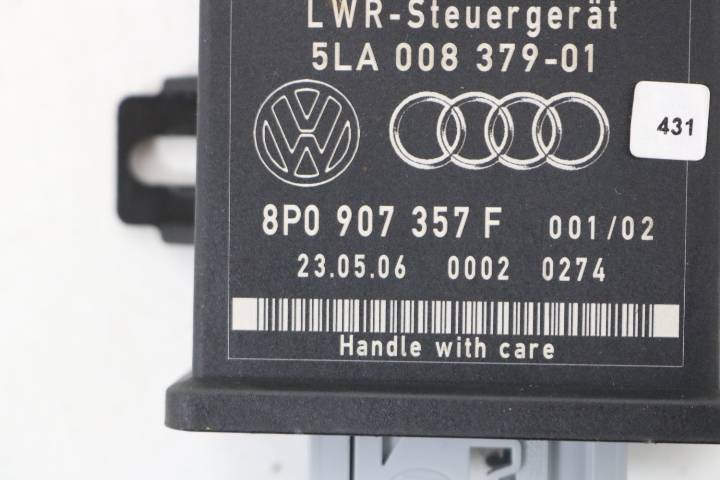 LWR-Steuergerät
5LA 008 379-01
431
8P0 907 357 F 001/02
23.05.06 0002 0274
Handle with care